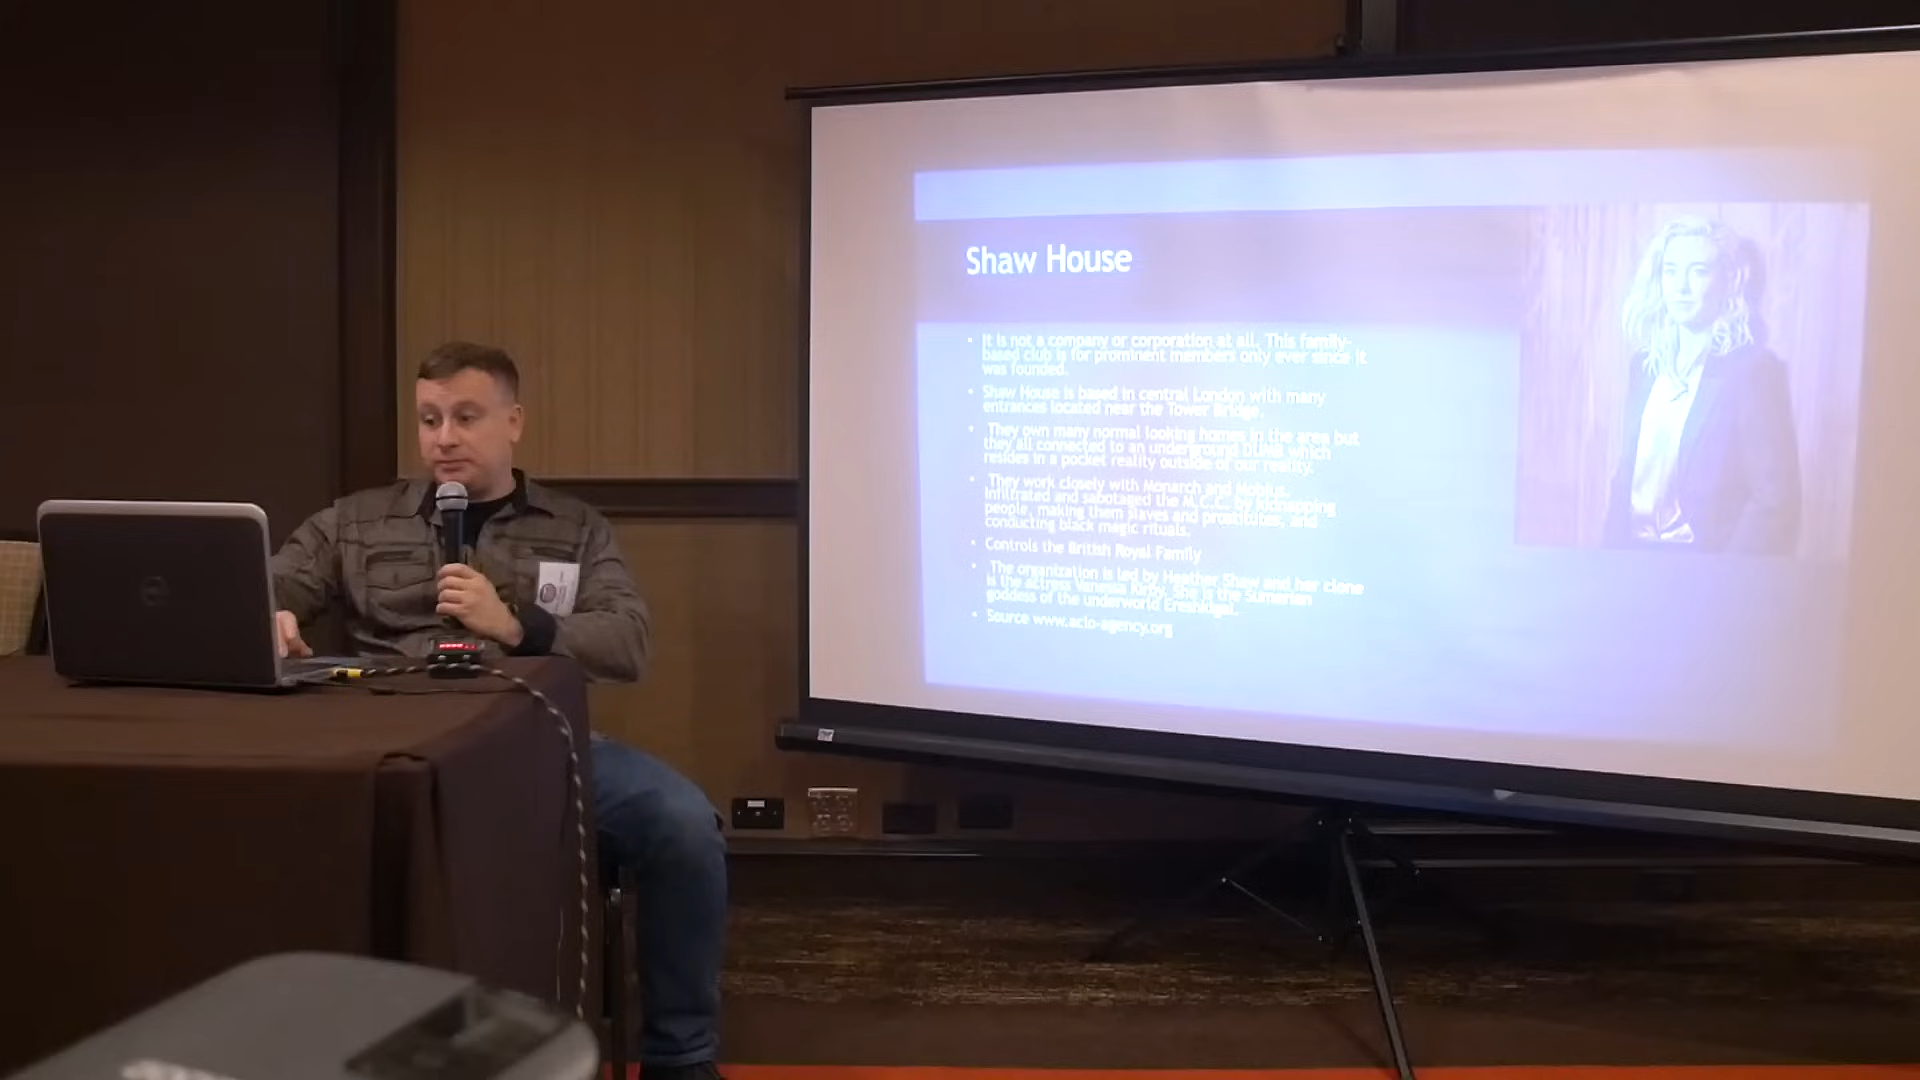 Shaw House
• It is not a company or corporation at all. This family-
based club is for prominent members only ever since it
was founded.
• Shaw House is based in central London with many
entrances located near the Tower Bridge.
• They own many normal looking homes in the area but
they all connected to an underground DUMB which
resides in a pocket reality outside of our reality.
• They work closely with Monarch and Mobius.
Infiltrated and sabotaged the M.C.C. by kidnapping
people, making them slaves and prostitutes, and
conducting black magic rituals.
• Controls the British Royal Family
• The organization is led by Heather Shaw and her clone
is the actress Vanessa Kirby. She is the Sumerian
goddess of the underworld Ereshkigal.
• Source www.acio-agency.org